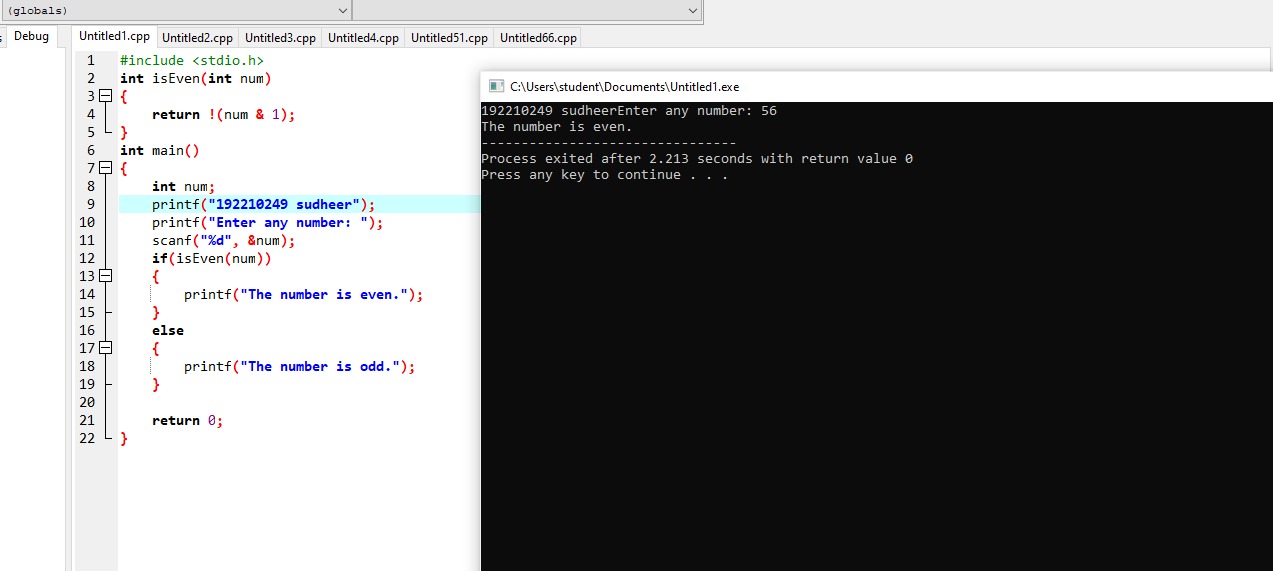 (globals)
s Debug Untitled1.cpp Untitled2.cpp Untitled3.cpp Untitled4.cpp Untitled51.cpp Untitled66.cpp
1 #include <stdio.h>
2 int isEven(int num)
3 {
4 return !(num & 1);
5 }
6 int main()
7 {
8 int num;
9 printf("192210249 sudheer");
10 printf("Enter any number: ");
11 scanf("%d", &num);
12 if(isEven(num))
13 {
14 printf("The number is even.");
15 }
16 else
17 {
18 printf("The number is odd.");
19 }
20
21 return 0;
22 }
C:\Users\student\Documents\Untitled1.exe
192210249 sudheerEnter any number: 56
The number is even.
--------------------------------
Process exited after 2.213 seconds with return value 0
Press any key to continue . . .